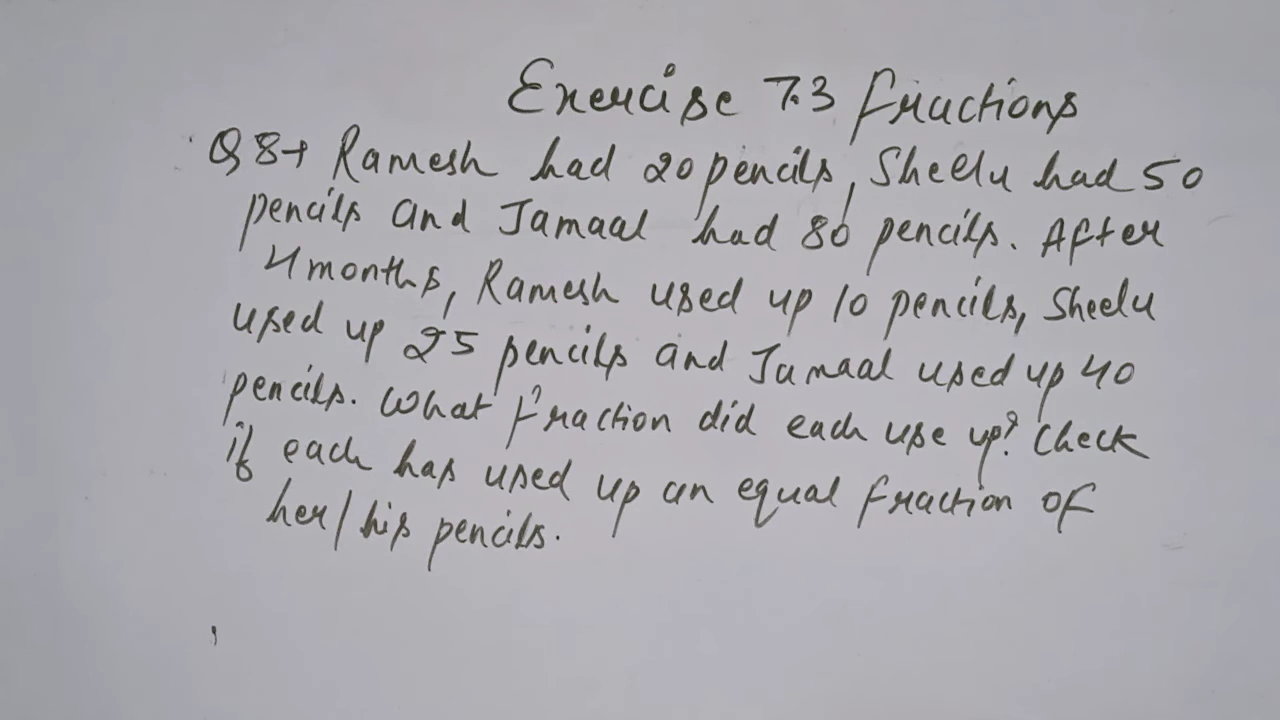 Exercise 7.3 Fractions
Q 8→ Ramesh had 20 pencils, Sheelu had 50
pencils and Jamaal had 80 pencils. After
4 months, Ramesh used up 10 pencils, Sheelu
used up 25 pencils and Jamaal used up 40
pencils. What fraction did each use up? Check
if each has used up an equal fraction of
her/his pencils.